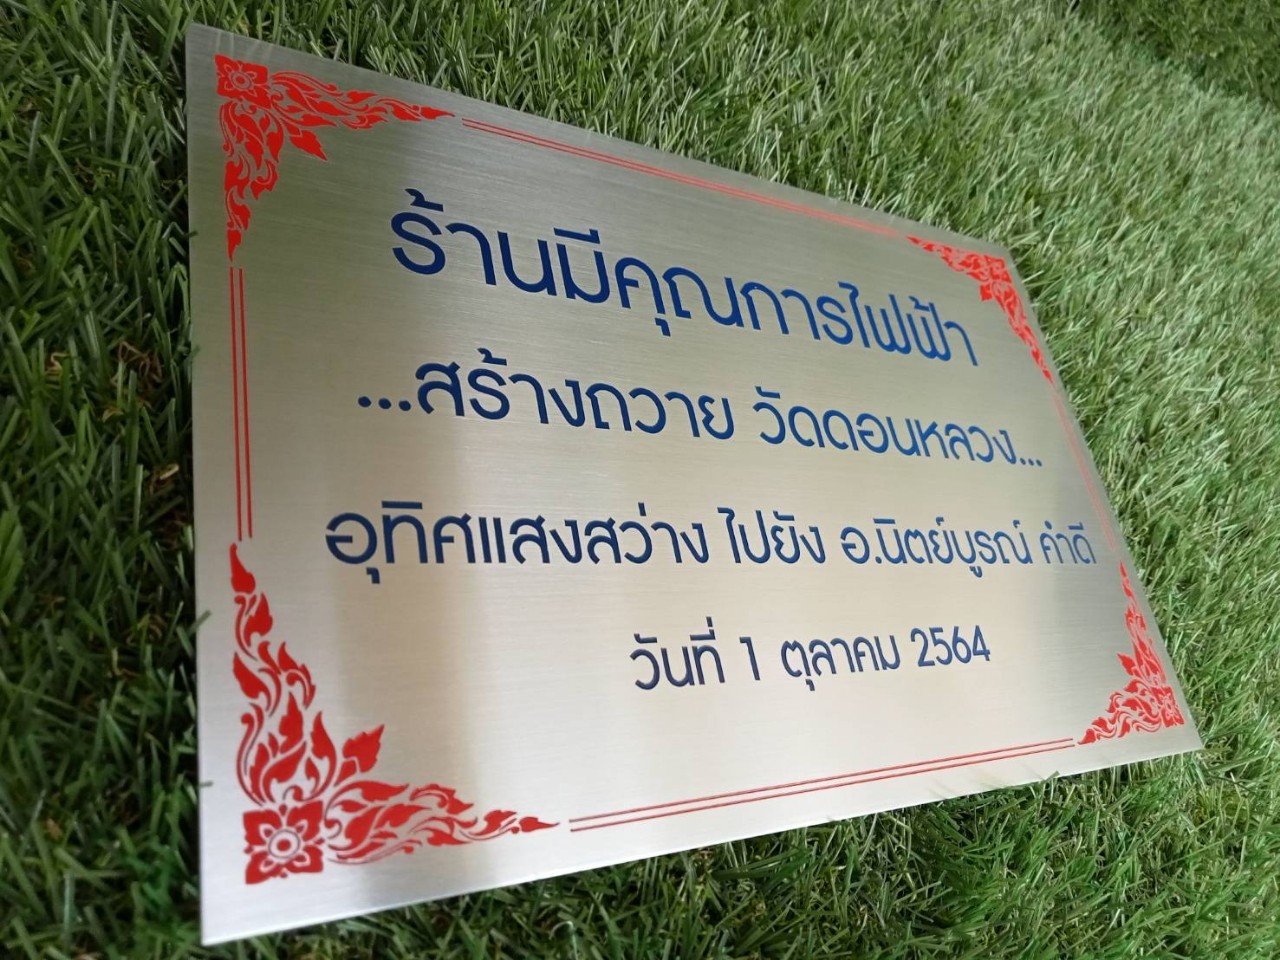 ร้านมีคุณการไฟฟ้า
...สร้างถวาย วัดดอนหลวง...
อุทิศแสงสว่าง ไปยัง อ.นิตย์บูรณ์ คำดี
วันที่ 1 ตุลาคม 2564